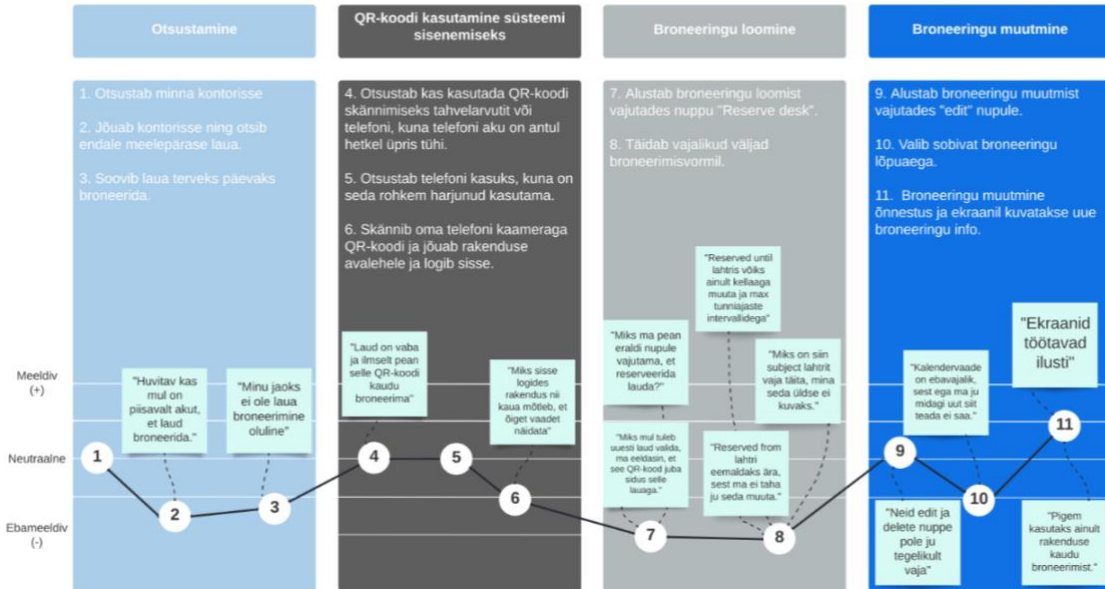 Otsustamine
QR-koodi kasutamine süsteemi
sisenemiseks
Broneeringu loomine
Broneeringu muutmine
1. Otsustab minna kontorisse
2. Jõuab kontorisse ning otsib
endale meelepärase laua.
3. Soovib laua terveks päevaks
broneerida.
4. Otsustab kas kasutada QR-koodi
skännimiseks tahvelarvutit või
telefoni, kuna telefoni aku on antul
hetkel üpris tühi.
5. Otsustab telefoni kasuks, kuna on
seda rohkem harjunud kasutama.
6. Skännib oma telefoni kaameraga
QR-koodi ja jõuab rakenduse
avalehele ja logib sisse.
7. Alustab broneeringu loomist
vajutades nuppu "Reserve desk".
8. Täidab vajalikud väljad
broneerimisvormil.
9. Alustab broneeringu muutmist
vajutades "edit" nupule.
10. Valib sobivat broneeringu
lõpuaega.
11. Broneeringu muutmine
õnnestus ja ekraanil kuvatakse uue
broneeringu info.
Meeldiv
(+)
Neutraalne
Ebameeldiv
(-)
"Huvitav kas
mul on
piisavalt akut,
et laud
broneerida."
"Minu jaoks
ei ole laua
broneerimine
oluline"
"Laud on vaba
ja ilmselt pean
selle QR-koodi
kaudu
broneerima"
"Miks sisse
logides
rakendus nii
kaua mõtleb, et
õiget vaadet
näidata"
"Miks ma pean
eraldi nupule
vajutama, et
reserveerida
lauda?"
"Miks mul tuleb
uuesti laud valida,
ma eeldasin, et
see QR-kood juba
sidus selle
lauaga."
"Reserved until
lahtris võiks
ainult kellaaga
muuta ja max
tunniajaste
intervallidega"
"Reserved from
lahtri
eemaldaks ära,
sest ma ei taha
ju seda muuta."
"Miks on siin
subject lahtrit
vaja täita, mina
seda üldse ei
kuvaks."
"Kalendervaade
on ebavajalik,
sest ega ma ju
midagi uut siit
teada ei saa."
"Ekraanid
töötavad
ilusti"
"Neid edit ja
delete nuppe
pole ju
tegelikult
vaja"
"Pigem
kasutaks ainult
rakenduse
kaudu
broneerimist."
1
2
3
4
5
6
7
8
9
10
11